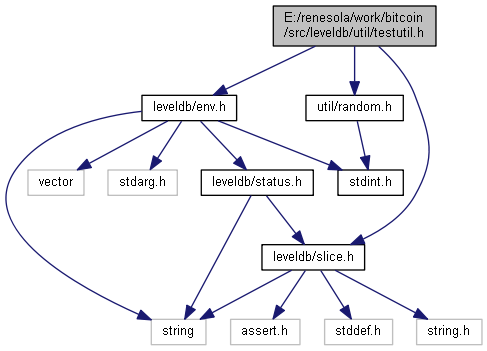 E:/renesola/work/bitcoin
/src/leveldb/util/testutil.h
leveldb/env.h
util/random.h
vector
stdarg.h
leveldb/status.h
stdint.h
leveldb/slice.h
string
assert.h
stddef.h
string.h